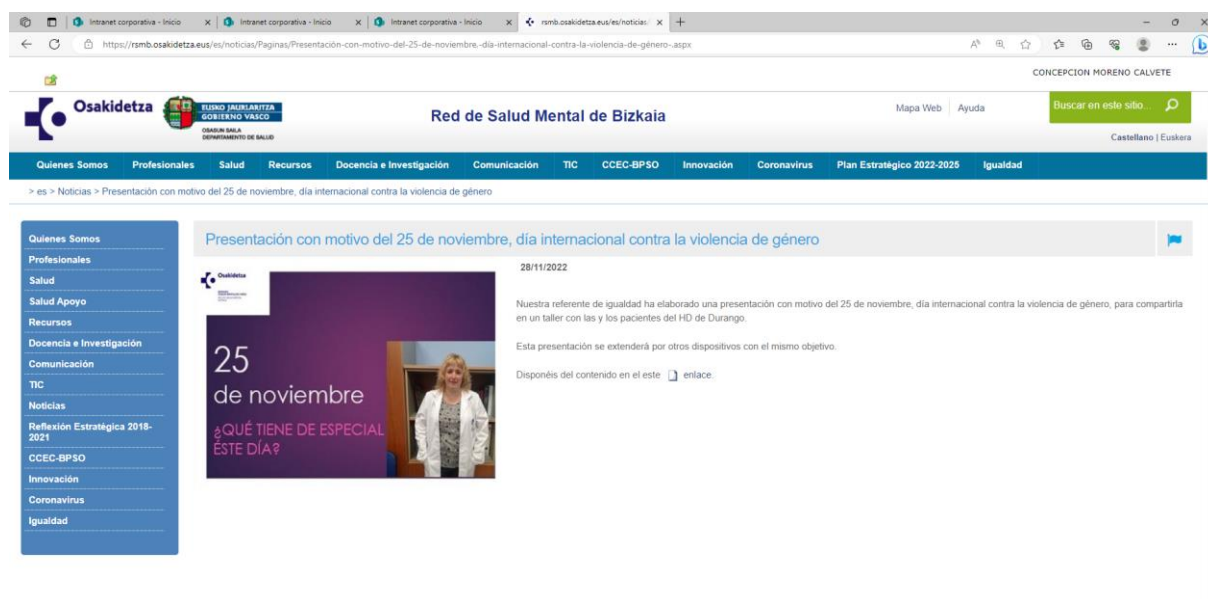 Intranet corporativa - Inicio
Intranet corporativa - Inicio
Intranet corporativa - Inicio
rsmb.osakidetza.eus/es/noticias/
https://rsmb.osakidetza.eus/es/noticias/Paginas/Presentación-con-motivo-del-25-de-noviembre,-día-internacional-contra-la-violencia-de-género-.aspx
CONCEPCION MORENO CALVETE
Osakidetza
EUSKO JAURLARITZA
GOBIERNO VASCO
OSASUN SAILA
DEPARTAMENTO DE SALUD
Red de Salud Mental de Bizkaia
Mapa Web Ayuda
Buscar en este sitio...
Castellano | Euskera
Quienes Somos Profesionales Salud Recursos Docencia e Investigación Comunicación TIC CCEC-BPSO Innovación Coronavirus Plan Estratégico 2022-2025 Igualdad
> es > Noticias > Presentación con motivo del 25 de noviembre, día internacional contra la violencia de género
Quienes Somos
Profesionales
Salud
Salud Apoyo
Recursos
Docencia e Investigación
Comunicación
TIC
Noticias
Reflexión Estratégica 2018-
2021
CCEC-BPSO
Innovación
Coronavirus
Igualdad
Presentación con motivo del 25 de noviembre, día internacional contra la violencia de género
Osakidetza
25
de noviembre
¿QUÉ TIENE DE ESPECIAL
ÉSTE DÍA?
28/11/2022
Nuestra referente de igualdad ha elaborado una presentación con motivo del 25 de noviembre, día internacional contra la violencia de género, para compartirla
en un taller con las y los pacientes del HD de Durango.
Esta presentación se extenderá por otros dispositivos con el mismo objetivo.
Disponéis del contenido en el este enlace.